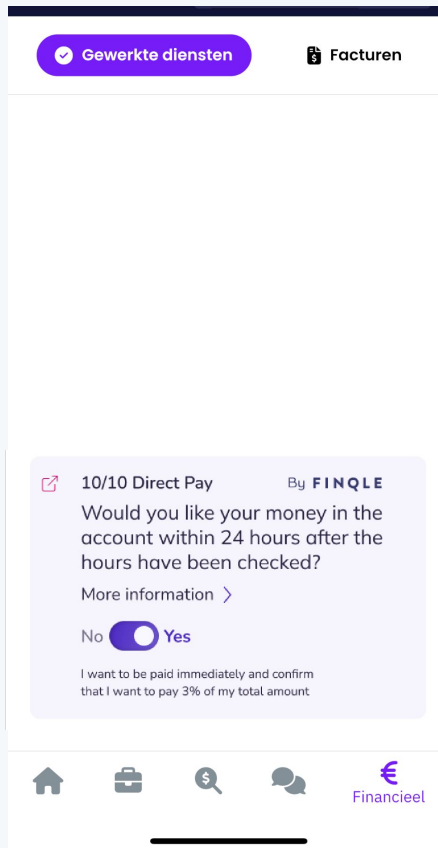 Gewerkte diensten
Facturen
10/10 Direct Pay
By FINQLE
Would you like your money in the
account within 24 hours after the
hours have been checked?
More information
No Yes
I want to be paid immediately and confirm
that I want to pay 3% of my total amount
Financieel